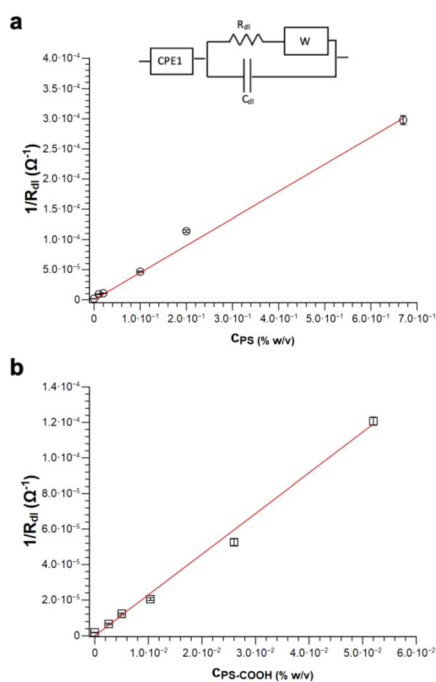 a
R_dl
CPE1
W
C_dl
4.0·10⁻⁴
3.5·10⁻⁴
3.0·10⁻⁴
2.5·10⁻⁴
2.0·10⁻⁴
1.5·10⁻⁴
1.0·10⁻⁴
5.0·10⁻⁵
0
1/R_dl (Ω⁻¹)
0 1.0·10⁻¹ 2.0·10⁻¹ 3.0·10⁻¹ 4.0·10⁻¹ 5.0·10⁻¹ 6.0·10⁻¹ 7.0·10⁻¹
C_PS (% w/v)
b
1.4·10⁻⁴
1.2·10⁻⁴
1.0·10⁻⁴
8.0·10⁻⁵
6.0·10⁻⁵
4.0·10⁻⁵
2.0·10⁻⁵
0
1/R_dl (Ω⁻¹)
0 1.0·10⁻² 2.0·10⁻² 3.0·10⁻² 4.0·10⁻² 5.0·10⁻² 6.0·10⁻²
C_PS-COOH (% w/v)